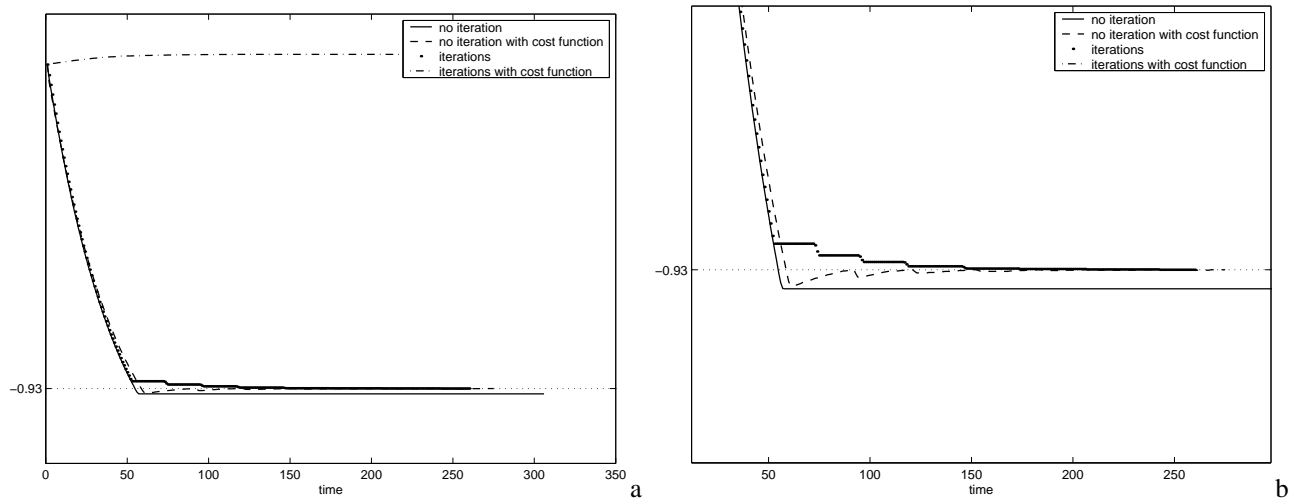 no iteration
no iteration with cost function
iterations
iterations with cost function
−0.93
0 50 100 150 200 250 300 350
time
a
no iteration
no iteration with cost function
iterations
iterations with cost function
−0.93
50 100 150 200 250
time
b